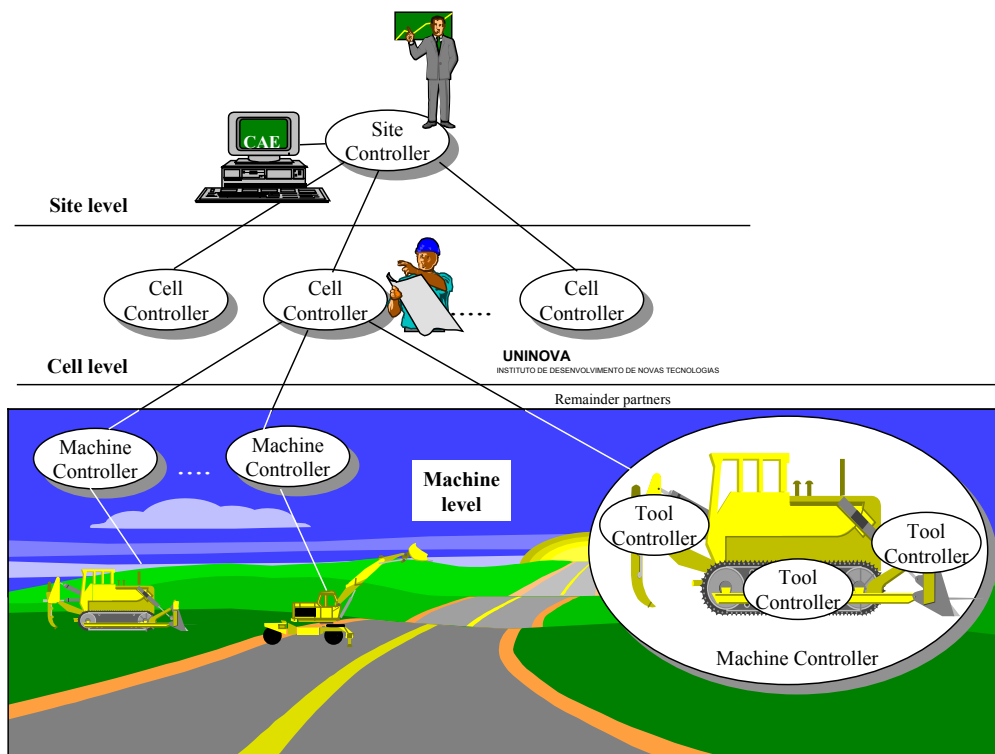 CAE
Site
Controller
Site level
Cell
Controller
Cell
Controller
.....
Cell
Controller
Cell level
UNINOVA
INSTITUTO DE DESENVOLVIMENTO DE NOVAS TECNOLOGIAS
Remainder partners
Machine
Controller
....
Machine
Controller
Machine
level
Tool
Controller
Tool
Controller
Tool
Controller
Machine Controller